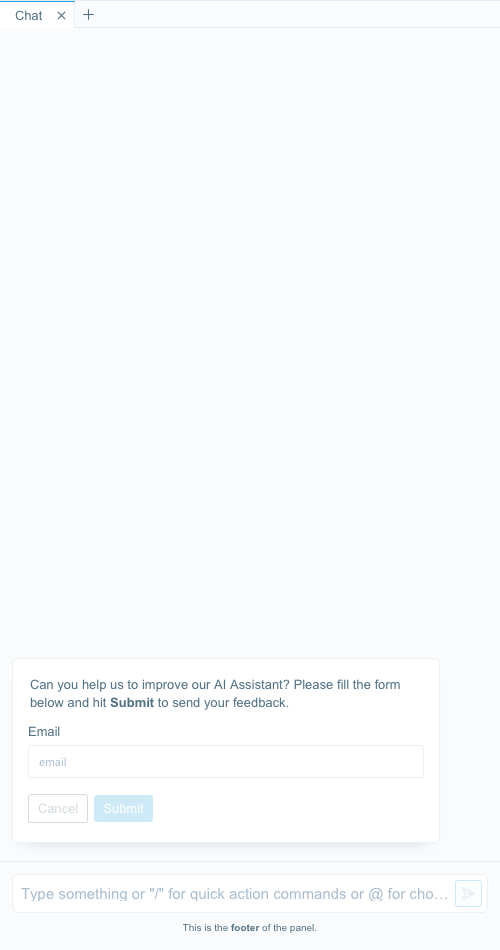 Chat
Can you help us to improve our AI Assistant? Please fill the form
below and hit Submit to send your feedback.
Email
email
Cancel
Submit
Type something or "/" for quick action commands or @ for cho…
This is the footer of the panel.